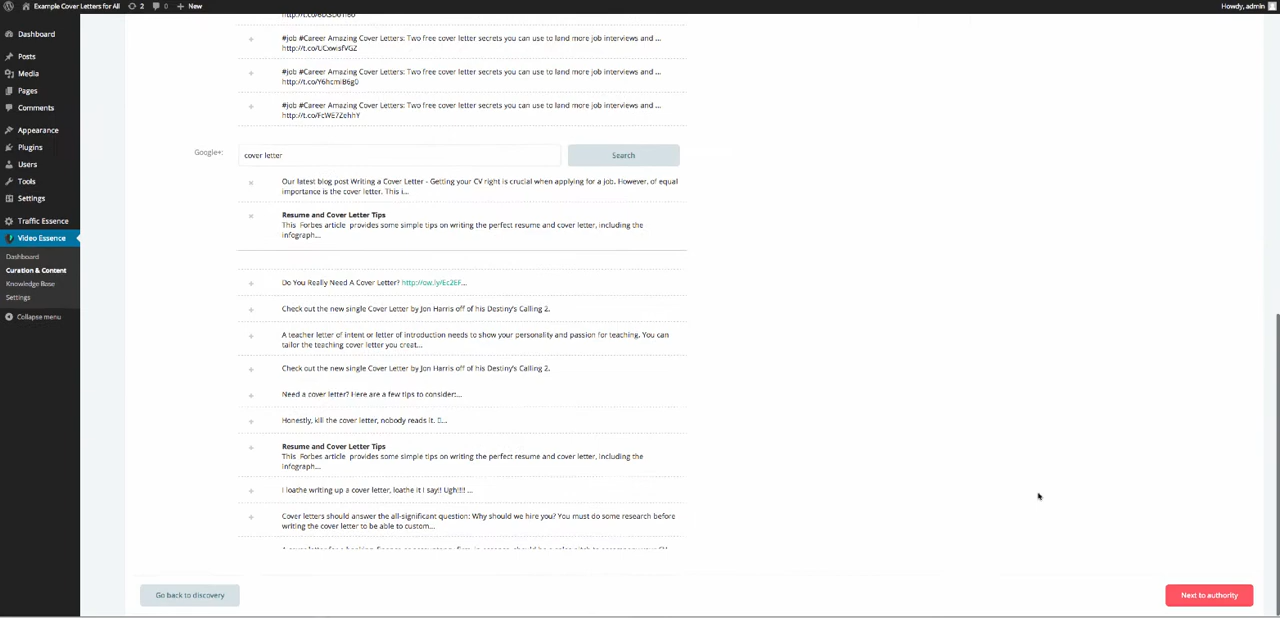 Example Cover Letters for All
2
0
New
Howdy, admin
Dashboard
Posts
Media
Pages
Comments
Appearance
Plugins
Users
Tools
Settings
Traffic Essence
Video Essence
Dashboard
Curation & Content
Knowledge Base
Settings
Collapse menu
#job #Career Amazing Cover Letters: Two free cover letter secrets you can use to land more job interviews and ...
http://t.co/UCxwisfVGZ
#job #Career Amazing Cover Letters: Two free cover letter secrets you can use to land more job interviews and ...
http://t.co/Y6hcmiB6g0
#job #Career Amazing Cover Letters: Two free cover letter secrets you can use to land more job interviews and ...
http://t.co/FcWE7ZehhY
Google+:
cover letter
Search
Our latest blog post Writing a Cover Letter - Getting your CV right is crucial when applying for a job. However, of equal
importance is the cover letter. This i...
Resume and Cover Letter Tips
This Forbes article provides some simple tips on writing the perfect resume and cover letter, including the
infograph...
Do You Really Need A Cover Letter? http://ow.ly/Ec2EF...
Check out the new single Cover Letter by Jon Harris off of his Destiny's Calling 2.
A teacher letter of intent or letter of introduction needs to show your personality and passion for teaching. You can
tailor the teaching cover letter you creat...
Check out the new single Cover Letter by Jon Harris off of his Destiny's Calling 2.
Need a cover letter? Here are a few tips to consider:...
Honestly, kill the cover letter, nobody reads it. ...
Resume and Cover Letter Tips
This Forbes article provides some simple tips on writing the perfect resume and cover letter, including the
infograph...
I loathe writing up a cover letter, loathe it I say!! Ugh!!!! ...
Cover letters should answer the all-significant question: Why should we hire you? You must do some research before
writing the cover letter to be able to custom...
Go back to discovery
Next to authority